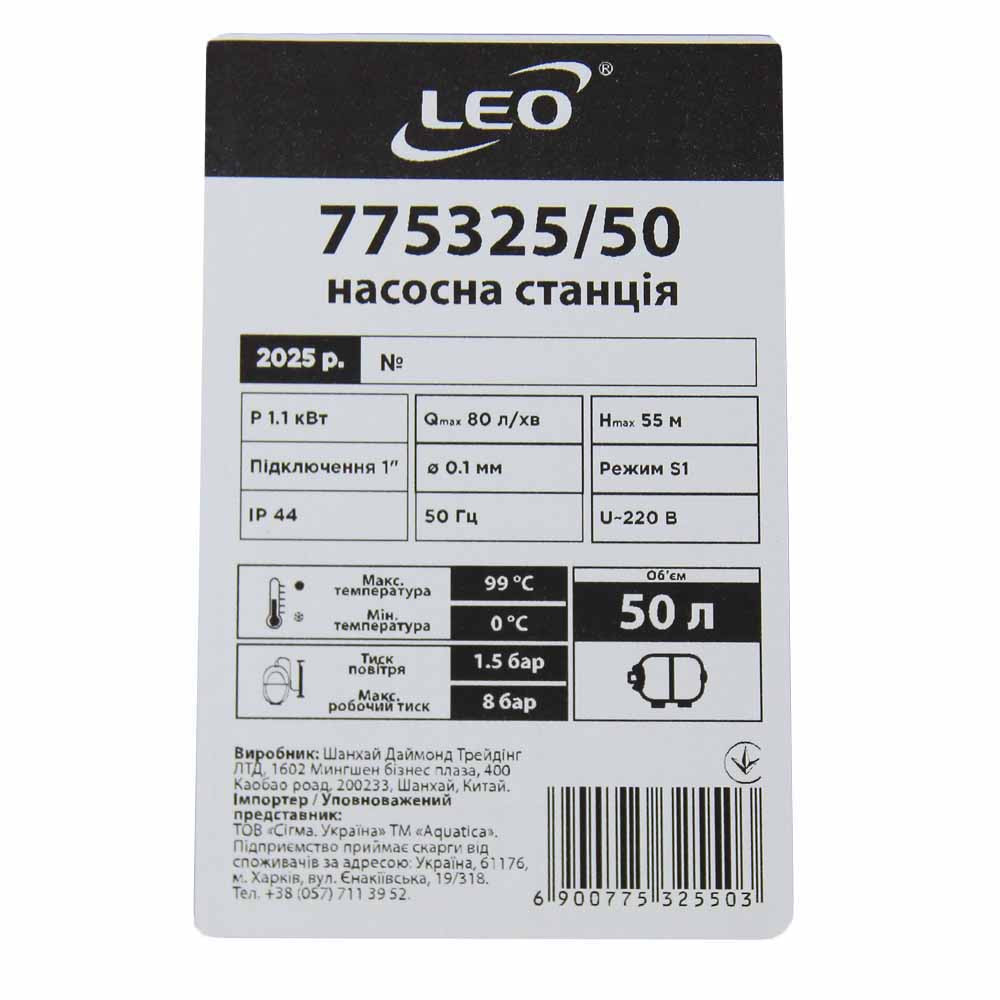 LEO®
775325/50
насосна станція
2025 р. №
P 1.1 кВт Qmax 80 л/хв Hmax 55 м
Підключення 1" ø 0.1 мм Режим S1
IP 44 50 Гц U~220 В
Макс. температура 99 °C
Мін. температура 0 °C
Тиск повітря 1.5 бар
Макс. робочий тиск 8 бар
Об'єм
50 л
Виробник: Шанхай Даймонд Трейдінг
ЛТД, 1602 Мингшен бізнес плаза, 400
Каобао роад, 200233, Шанхай, Китай.
Імпортер / Уповноважений
представник:
ТОВ «Сігма. Україна» ТМ «Aquatica».
Підприємство приймає скарги від
споживачів за адресою: Україна, 61176,
м. Харків, вул. Єнакіївська, 19/318.
Тел. +38 (057) 711 39 52.
6 900775 325503